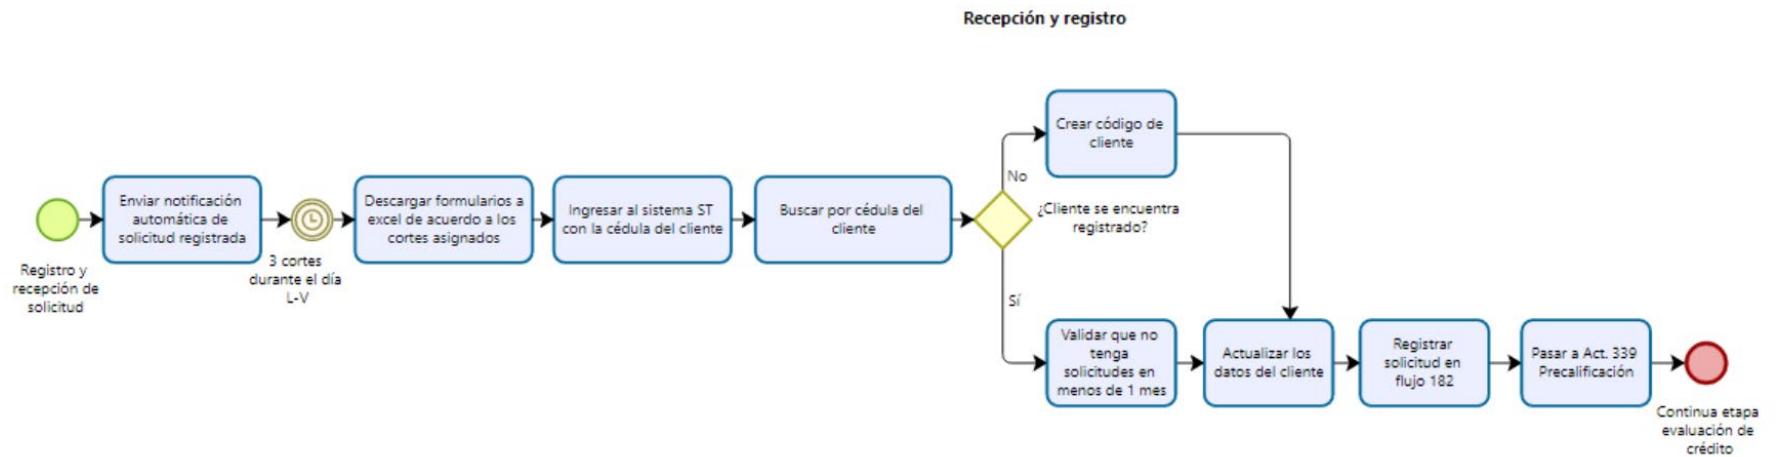 Recepción y registro
Registro y
recepción de
solicitud
Enviar notificación
automática de
solicitud registrada
3 cortes
durante el día
L-V
Descargar formularios a
excel de acuerdo a los
cortes asignados
Ingresar al sistema ST
con la cédula del cliente
Buscar por cédula del
cliente
¿Cliente se encuentra
registrado?
No
Crear código de
cliente
Sí
Validar que no
tenga
solicitudes en
menos de 1 mes
Actualizar los
datos del cliente
Registrar
solicitud en
flujo 182
Pasar a Act. 339
Precalificación
Continua etapa
evaluación de
crédito